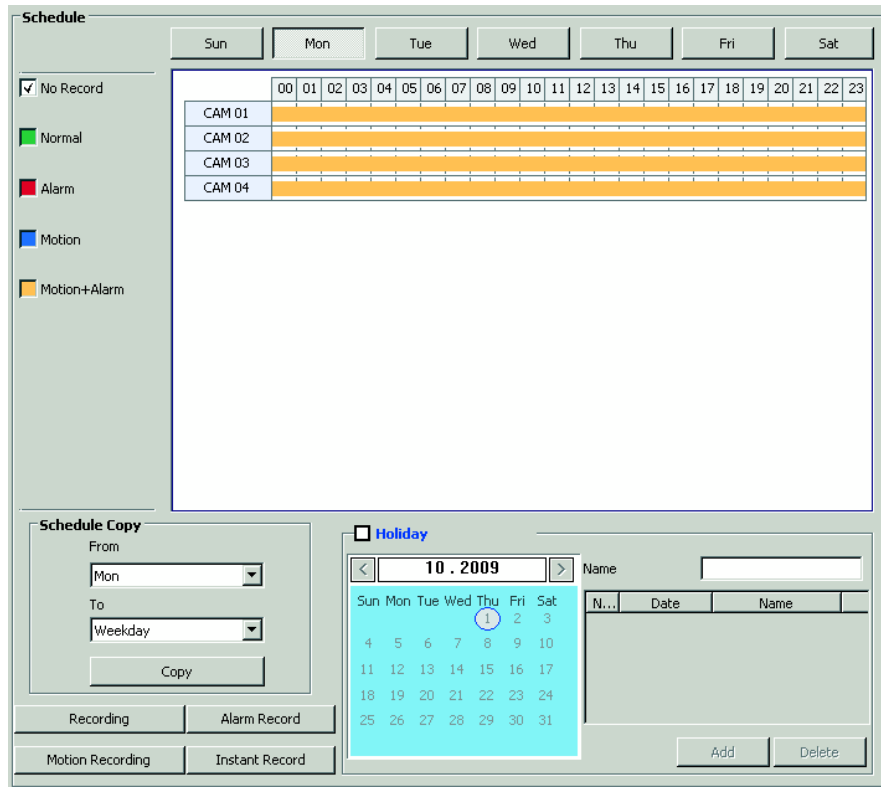 Schedule
Sun Mon Tue Wed Thu Fri Sat
No Record
Normal
Alarm
Motion
Motion+Alarm
00 01 02 03 04 05 06 07 08 09 10 11 12 13 14 15 16 17 18 19 20 21 22 23
CAM 01
CAM 02
CAM 03
CAM 04
Schedule Copy
From
Mon
To
Weekday
Copy
Recording Alarm Record
Motion Recording Instant Record
Holiday
< 10 . 2009 >
Sun Mon Tue Wed Thu Fri Sat
1 2 3
4 5 6 7 8 9 10
11 12 13 14 15 16 17
18 19 20 21 22 23 24
25 26 27 28 29 30 31
Name
N... Date Name
Add Delete